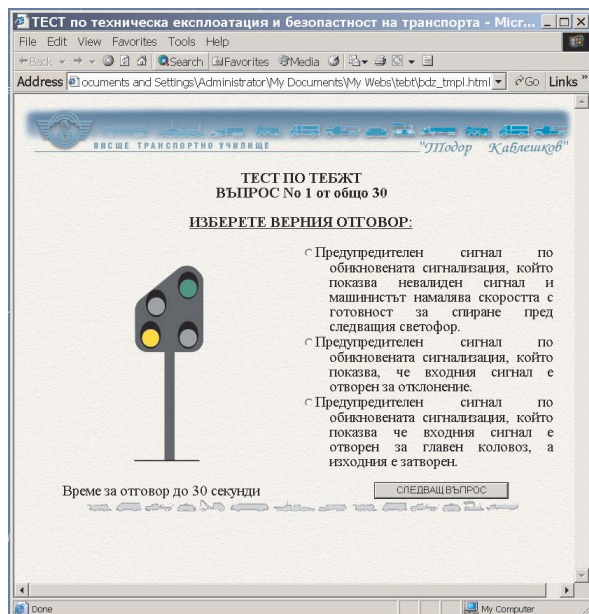 ТЕСТ по техническа експлоатация и безопастност на транспорта - Micr...
File Edit View Favorites Tools Help
Back Search Favorites Media
Address ocuments and Settings\Administrator\My Documents\My Webs\tebt\bdz_tmpl.html Go Links »
ВИСШЕ ТРАНСПОРТНО УЧИЛИЩЕ "Тодор Каблешков"
ТЕСТ ПО ТЕБЖТ
ВЪПРОС No 1 от общо 30
ИЗБЕРЕТЕ ВЕРНИЯ ОТГОВОР:
Предупредителен сигнал по
обикновената сигнализация, който
показва невалиден сигнал и
машинистът намалява скоростта с
готовност за спиране пред
следващия светофор.
Предупредителен сигнал по
обикновената сигнализация, който
показва, че входния сигнал е
отворен за отклонение.
Предупредителен сигнал по
обикновената сигнализация, който
показва че входния сигнал е
отворен за главен коловоз, а
изходния е затворен.
Време за отговор до 30 секунди
СЛЕДВАЩ ВЪПРОС
Done My Computer